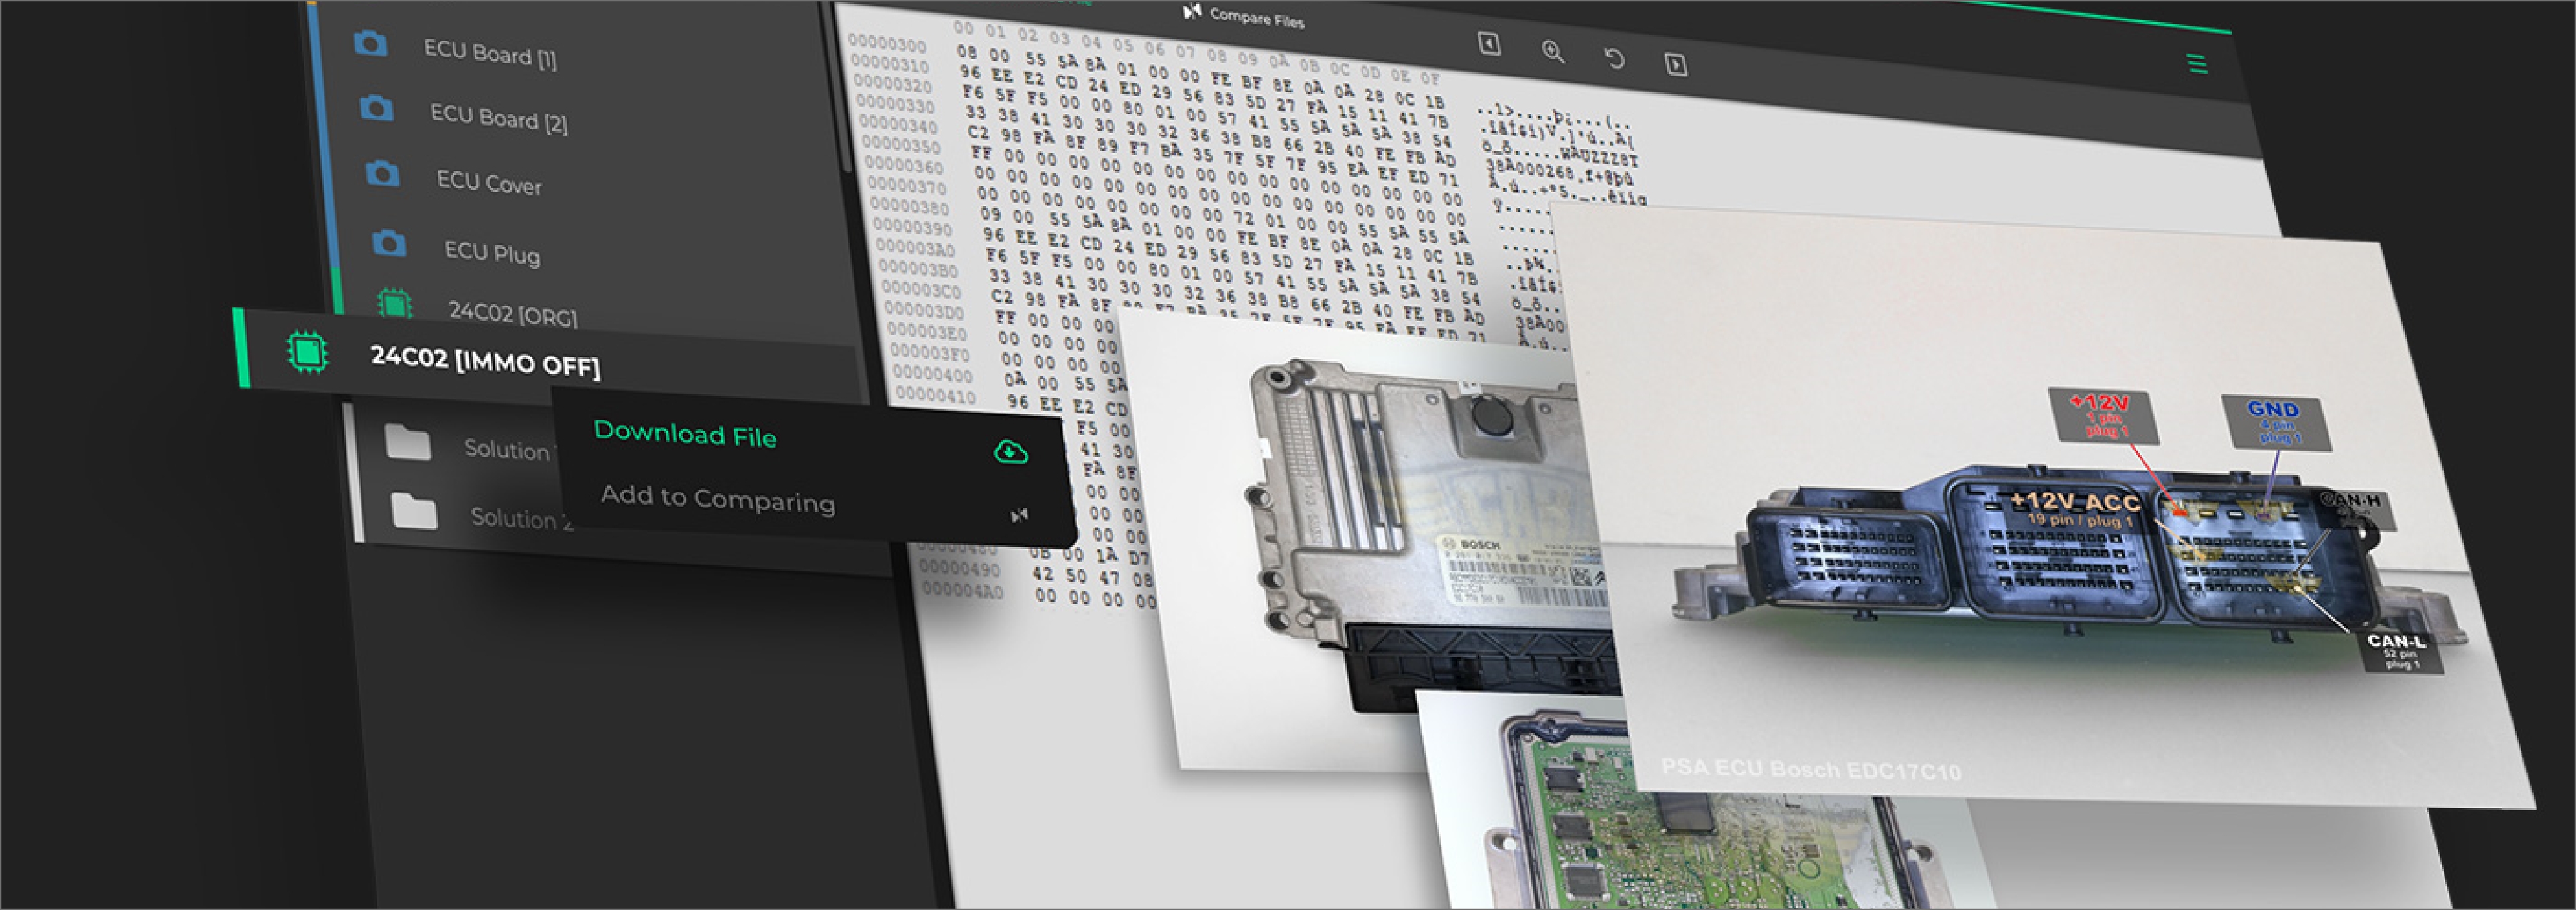 ECU Board [1]
ECU Board [2]
ECU Cover
ECU Plug
24C02 [ORG]
24C02 [IMMO OFF]
Download File
Add to Comparing
Solution
Solution 2
Compare Files
00 01 02 03 04 05 06 07 08 09 0A 0B 0C 0D 0E 0F
00000300 08 00 55 5A 8A 01 00 00 FE BF 8E 0A 0A 28 0C 1B
00000310 96 EE E2 CD 24 ED 29 56 83 5D 27 FA 15 11 41 7B
00000320 F6 5F F5 00 00 80 01 00 57 41 55 5A 5A 5A 38 54
00000330 33 38 41 30 30 30 32 36 38 B8 66 2B 40 FE FB AD
00000340 C2 98 FA 8F 89 F7 BA 35 7F 5F 7F 95 EA EF ED 71
00000350 FF 00 00 00 00 00 00 00 00 00 00 00 00 00 00 00
00000360 00 00 00 00 00 00 00 00 00 00 00 00 00 00 00 00
00000370 00 00 00 00 00 00 00 00 72 01 00 00 55 5A 55 5A
00000380 09 00 55 5A 8A 01 00 00 FE BF 8E 0A 0A 28 0C 1B
00000390 96 EE E2 CD 24 ED 29 56 83 5D 27 FA 15 11 41 7B
000003A0 F6 5F F5 00 00 80 01 00 57 41 55 5A 5A 5A 38 54
000003B0 33 38 41 30 30 30 32 36 38 B8 66 2B 40 FE FB AD
000003C0 C2 98 FA 8F
000003D0 FF 00 00 00
000003E0 00 00 00 00
000003F0 00 00 00 00
00000400 0A 00 55 5A
00000410 96 EE E2 CD
F5 00
41 30
FA 8F
00 00
00 00
00 00
00000480 0B 00 1A D7
00000490 42 50 47 08
000004A0 00 00 00 00
BOSCH
+12V
1 pin
plug 1
GND
4 pin
plug 1
+12V ACC
19 pin / plug 1
CAN-H
CAN-L
52 pin
plug 1
PSA ECU Bosch EDC17C10